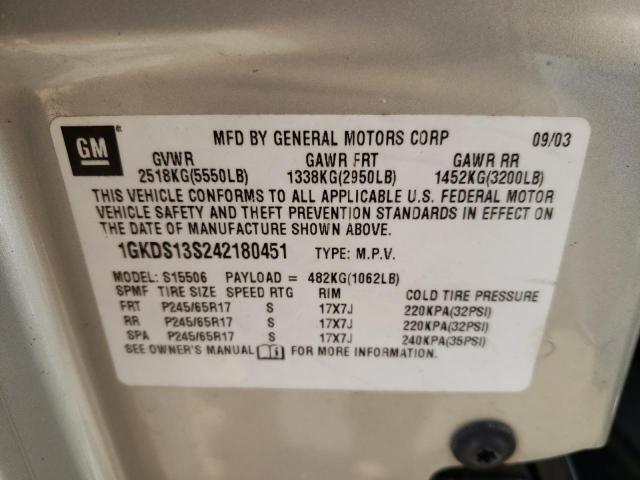 GM
MFD BY GENERAL MOTORS CORP 09/03
GVWR GAWR FRT GAWR RR
2518KG(5550LB) 1338KG(2950LB) 1452KG(3200LB)
THIS VEHICLE CONFORMS TO ALL APPLICABLE U.S. FEDERAL MOTOR
VEHICLE SAFETY AND THEFT PREVENTION STANDARDS IN EFFECT ON
THE DATE OF MANUFACTURE SHOWN ABOVE.
1GKDS13S242180451 TYPE: M.P.V.
MODEL: S15506 PAYLOAD = 482KG(1062LB)
SPMF TIRE SIZE SPEED RTG RIM COLD TIRE PRESSURE
FRT P245/65R17 S 17X7J 220KPA(32PSI)
RR P245/65R17 S 17X7J 220KPA(32PSI)
SPA P245/65R17 S 17X7J 240KPA(35PSI)
SEE OWNER'S MANUAL FOR MORE INFORMATION.